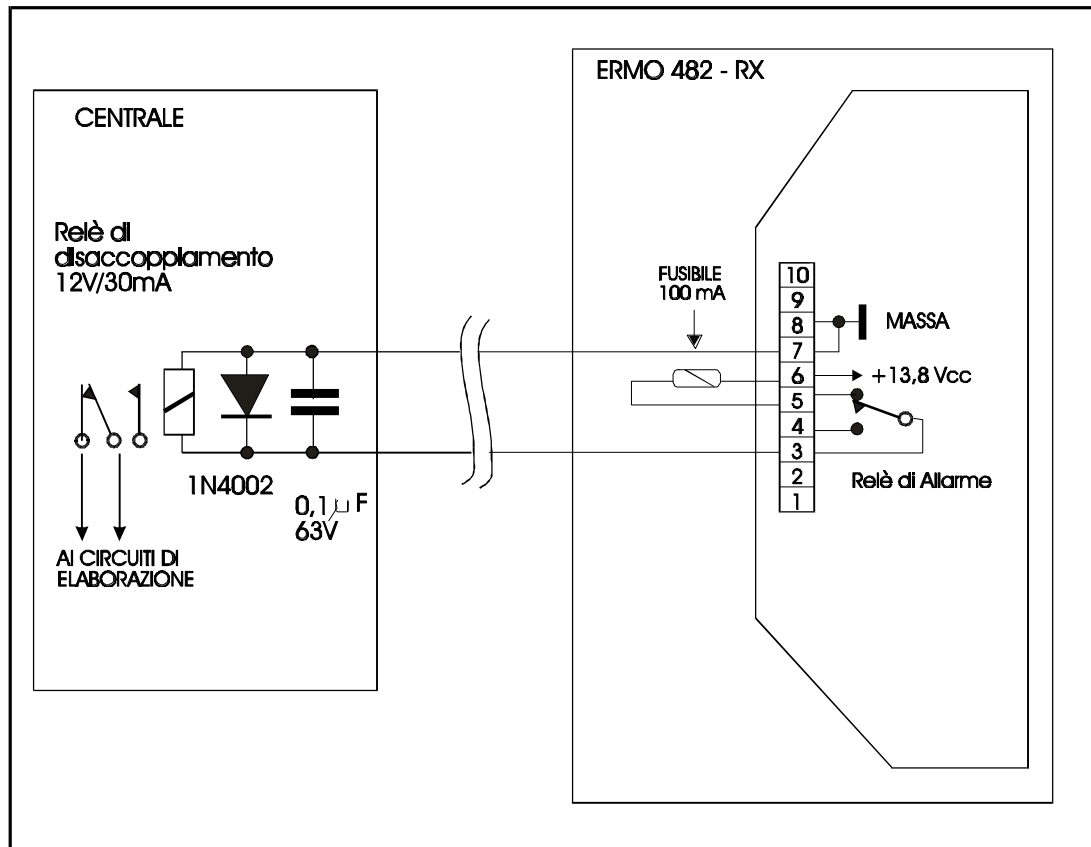 ERMO 482 - RX
CENTRALE
Relè di
disaccoppiamento
12V/30mA
FUSIBILE
100 mA
10
9
8
7
6
5
4
3
2
1
MASSA
+13,8 Vcc
Relè di Allarme
1N4002
0,1 µ F
63V
AI CIRCUITI DI
ELABORAZIONE